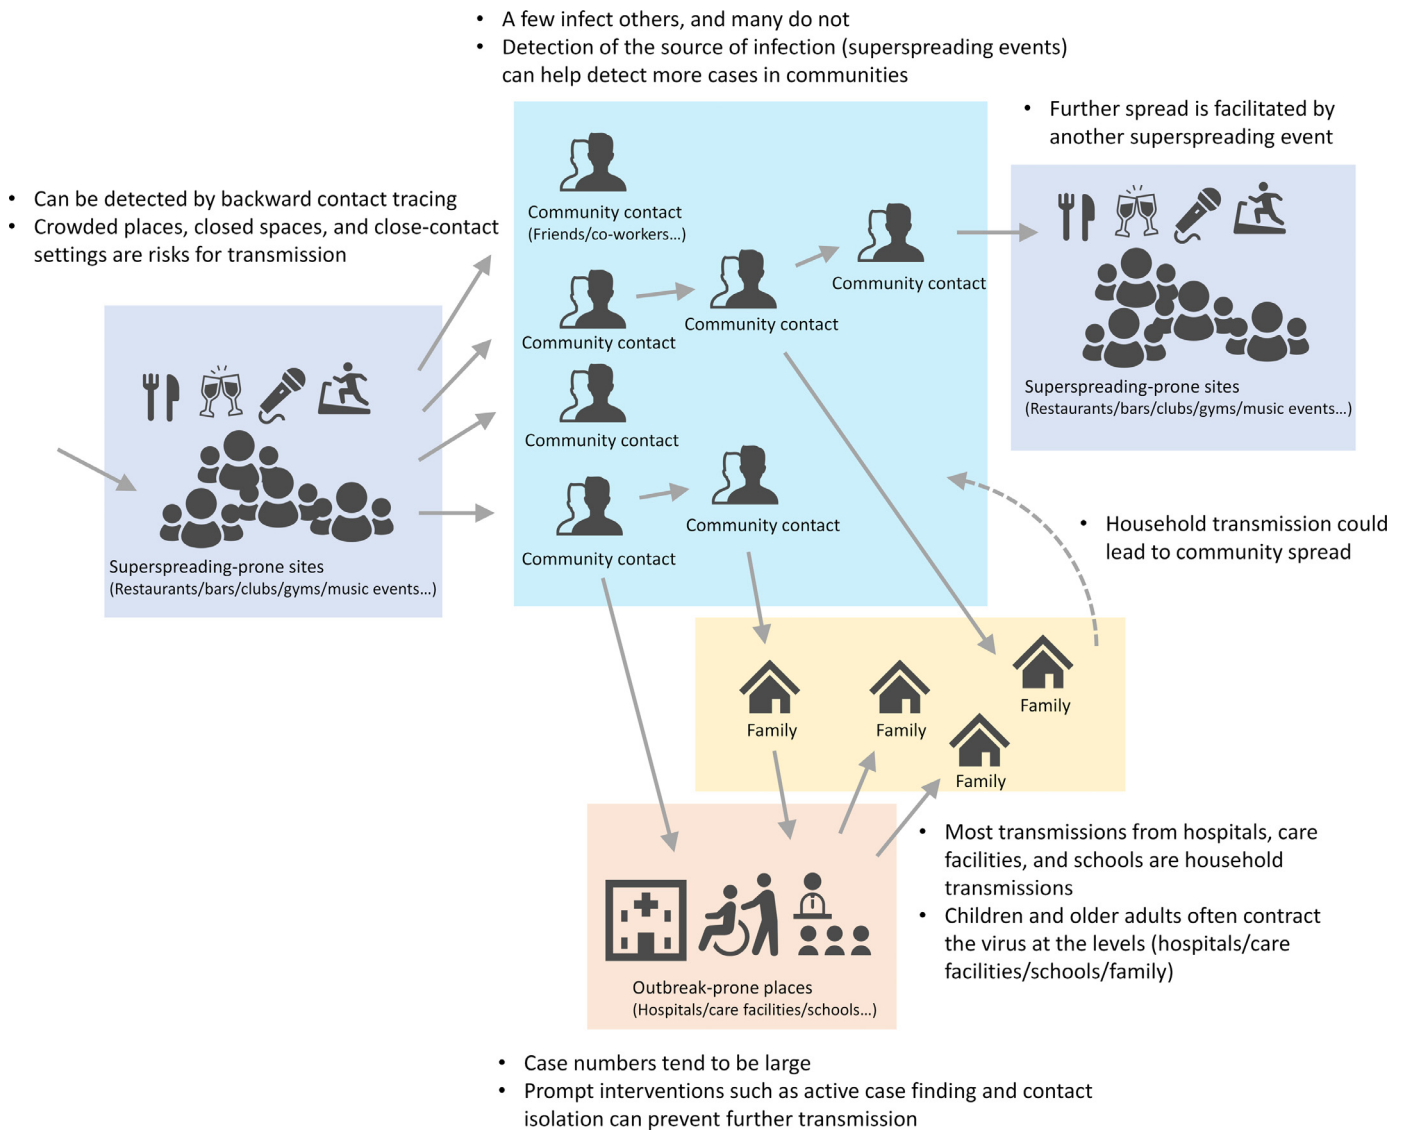 • A few infect others, and many do not
• Detection of the source of infection (superspreading events)
can help detect more cases in communities
• Further spread is facilitated by
another superspreading event
• Can be detected by backward contact tracing
• Crowded places, closed spaces, and close-contact
settings are risks for transmission
Community contact
(Friends/co-workers...)
Community contact
Community contact
Community contact
Community contact
Community contact
Community contact
Superspreading-prone sites
(Restaurants/bars/clubs/gyms/music events...)
Superspreading-prone sites
(Restaurants/bars/clubs/gyms/music events...)
• Household transmission could
lead to community spread
Family
Family
Family
Family
• Most transmissions from hospitals, care
facilities, and schools are household
transmissions
• Children and older adults often contract
the virus at the levels (hospitals/care
facilities/schools/family)
Outbreak-prone places
(Hospitals/care facilities/schools...)
• Case numbers tend to be large
• Prompt interventions such as active case finding and contact
isolation can prevent further transmission